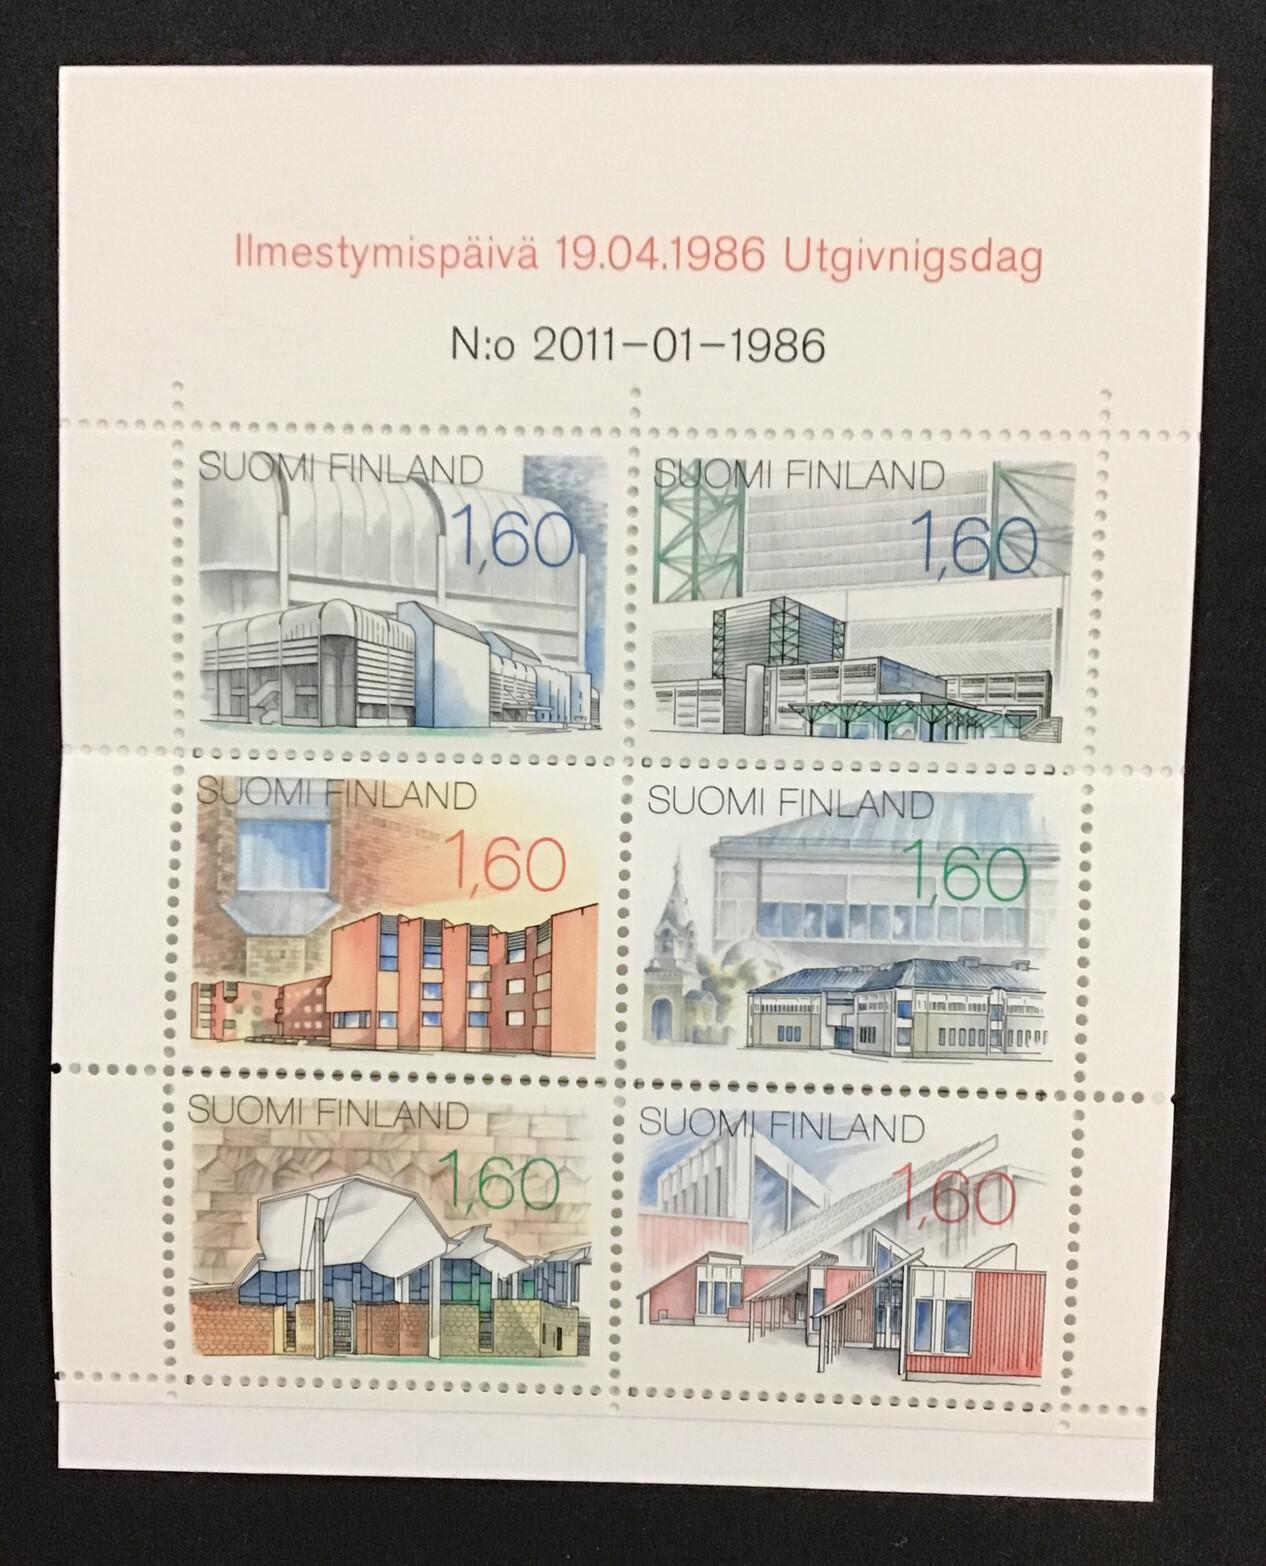 Ilmestymispäivä 19.04.1986 Utgivnigsdag
N:o 2011-01-1986
SUOMI FINLAND
1,60
SUOMI FINLAND
1,60
SUOMI FINLAND
1,60
SUOMI FINLAND
1,60
SUOMI FINLAND
1,60
SUOMI FINLAND
1,60